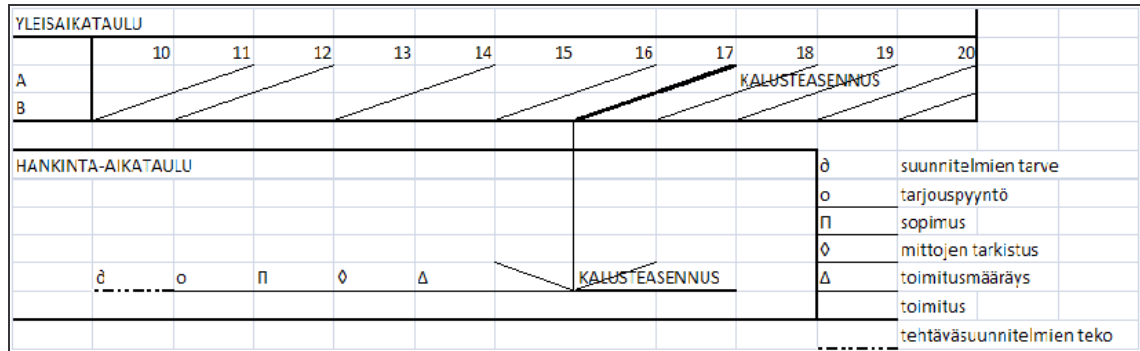 YLEISAIKATAULU
10 11 12 13 14 15 16 17 18 19 20
A KALUSTEASENNUS
B
HANKINTA-AIKATAULU ∂ suunnitelmien tarve
o tarjouspyyntö
Π sopimus
◊ mittojen tarkistus
∂ o Π ◊ Δ KALUSTEASENNUS Δ toimitusmääräys
toimitus
tehtäväsuunnitelmien teko